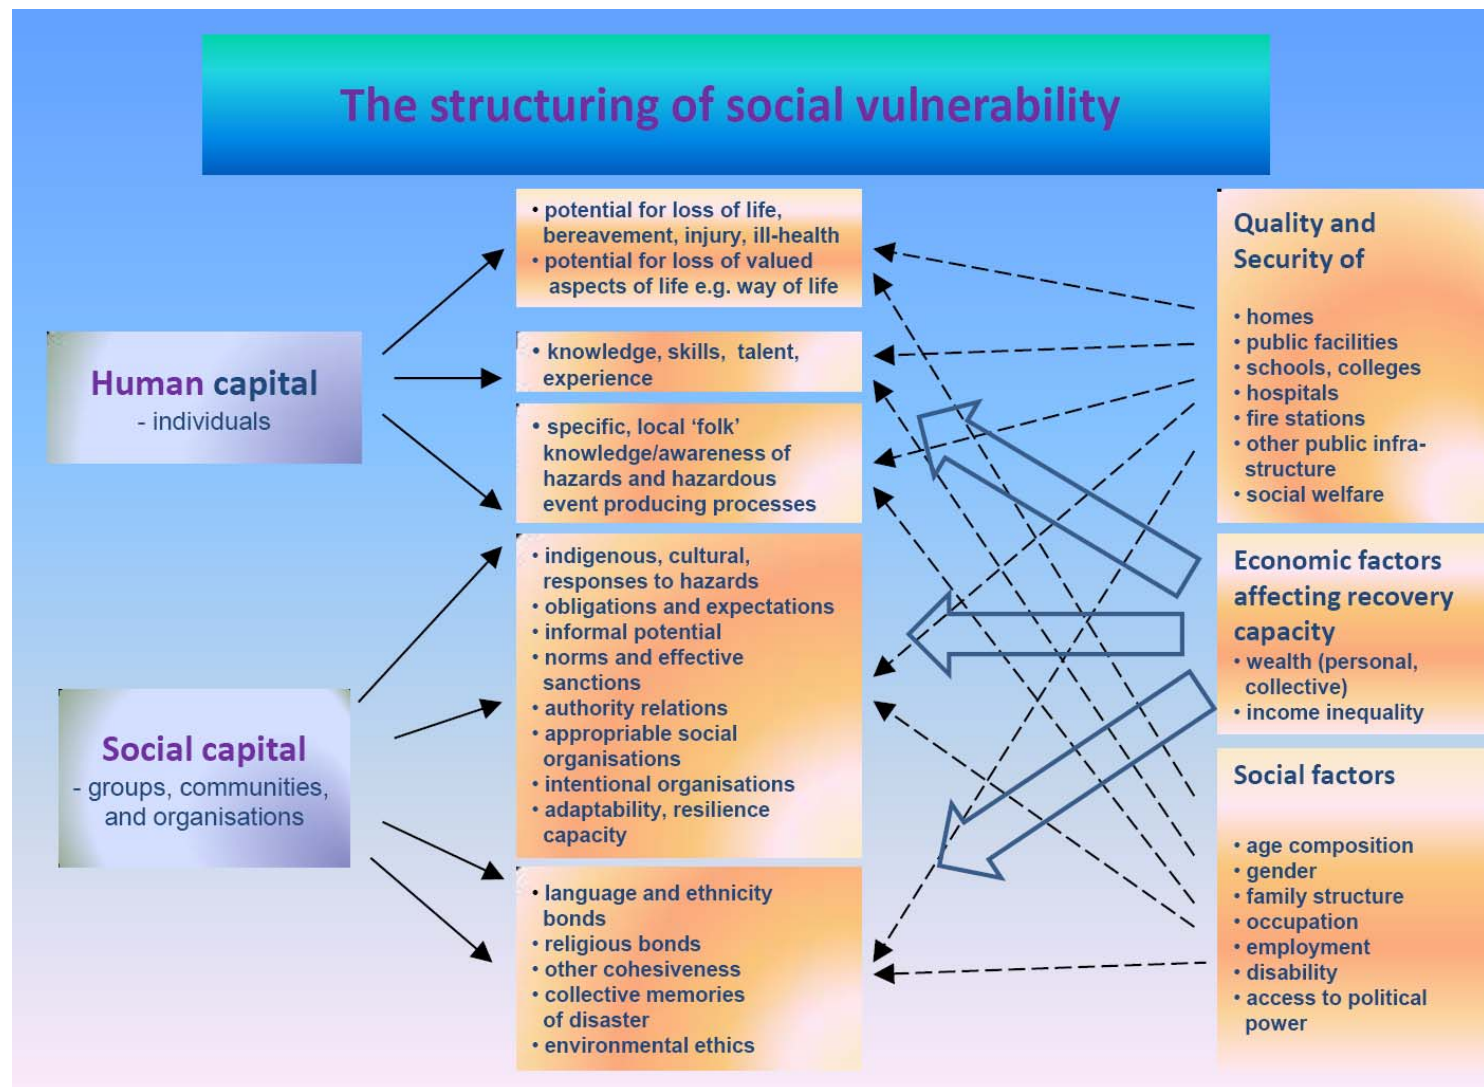 The structuring of social vulnerability
Human capital
- individuals
Social capital
- groups, communities,
and organisations
• potential for loss of life,
bereavement, injury, ill-health
• potential for loss of valued
aspects of life e.g. way of life
• knowledge, skills, talent,
experience
• specific, local ‘folk’
knowledge/awareness of
hazards and hazardous
event producing processes
• indigenous, cultural,
responses to hazards
• obligations and expectations
• informal potential
• norms and effective
sanctions
• authority relations
• appropriable social
organisations
• intentional organisations
• adaptability, resilience
capacity
• language and ethnicity
bonds
• religious bonds
• other cohesiveness
• collective memories
of disaster
• environmental ethics
Quality and
Security of
• homes
• public facilities
• schools, colleges
• hospitals
• fire stations
• other public infra-
structure
• social welfare
Economic factors
affecting recovery
capacity
• wealth (personal,
collective)
• income inequality
Social factors
• age composition
• gender
• family structure
• occupation
• employment
• disability
• access to political
power